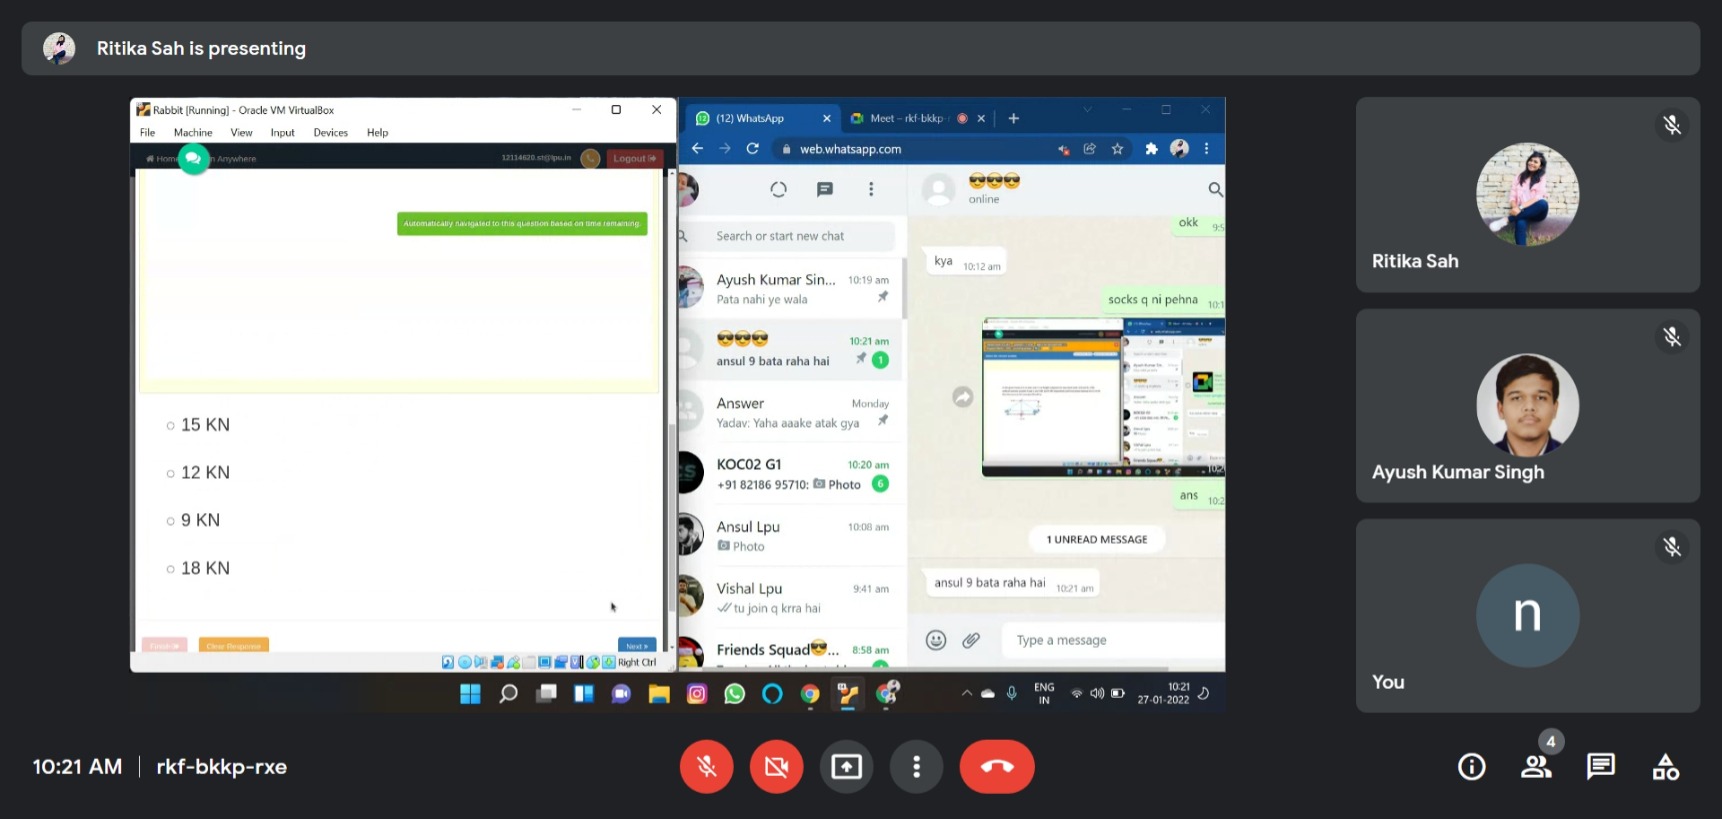 Ritika Sah is presenting
Rabbit [Running] - Oracle VM VirtualBox
File Machine View Input Devices Help
Home
n Anywhere
12114620.st@lpu.in
Logout
Automatically navigated to this question based on time remaining.
15 KN
12 KN
9 KN
18 KN
Clear Response
Next »
Right Ctrl
(12) WhatsApp
Meet – rkf-bkkp-r
web.whatsapp.com
Search or start new chat
Ayush Kumar Sin... 10:19 am
Pata nahi ye wala
😎😎😎 10:21 am
ansul 9 bata raha hai 1
Answer Monday
Yadav: Yaha aaake atak gya
KOC02 G1 10:20 am
+91 82186 95710: Photo 6
Ansul Lpu 10:08 am
Photo
Vishal Lpu 9:41 am
tu join q krra hai
Friends Squad😎... 8:58 am
😎😎😎
online
okk 9:5
kya 10:12 am
socks q ni pehna 10:1
ans 10:2
1 UNREAD MESSAGE
ansul 9 bata raha hai 10:21 am
Type a message
ENG
IN
10:21
27-01-2022
Ritika Sah
Ayush Kumar Singh
n
You
10:21 AM | rkf-bkkp-rxe
4